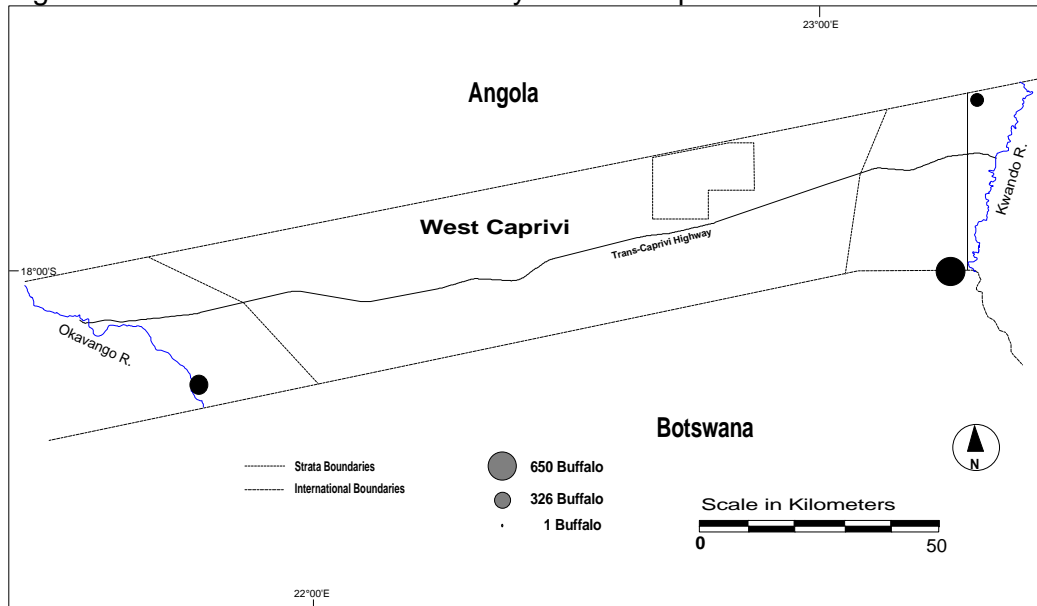 23°00'E
Angola
Kwando R.
West Caprivi
Trans-Caprivi Highway
18°00'S
Okavango R.
Botswana
Strata Boundaries
International Boundaries
650 Buffalo
326 Buffalo
1 Buffalo
N
Scale in Kilometers
0
50
22°00'E